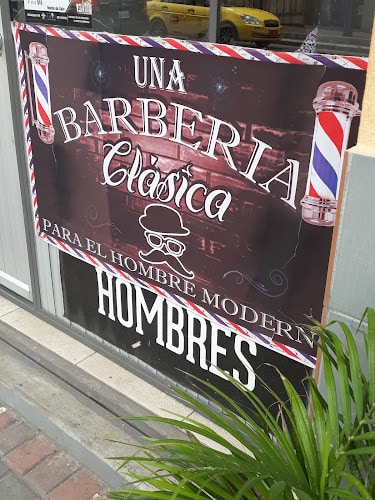 UNA
BARBERIA
Clásica
PARA EL HOMBRE MODERN
HOMBRES